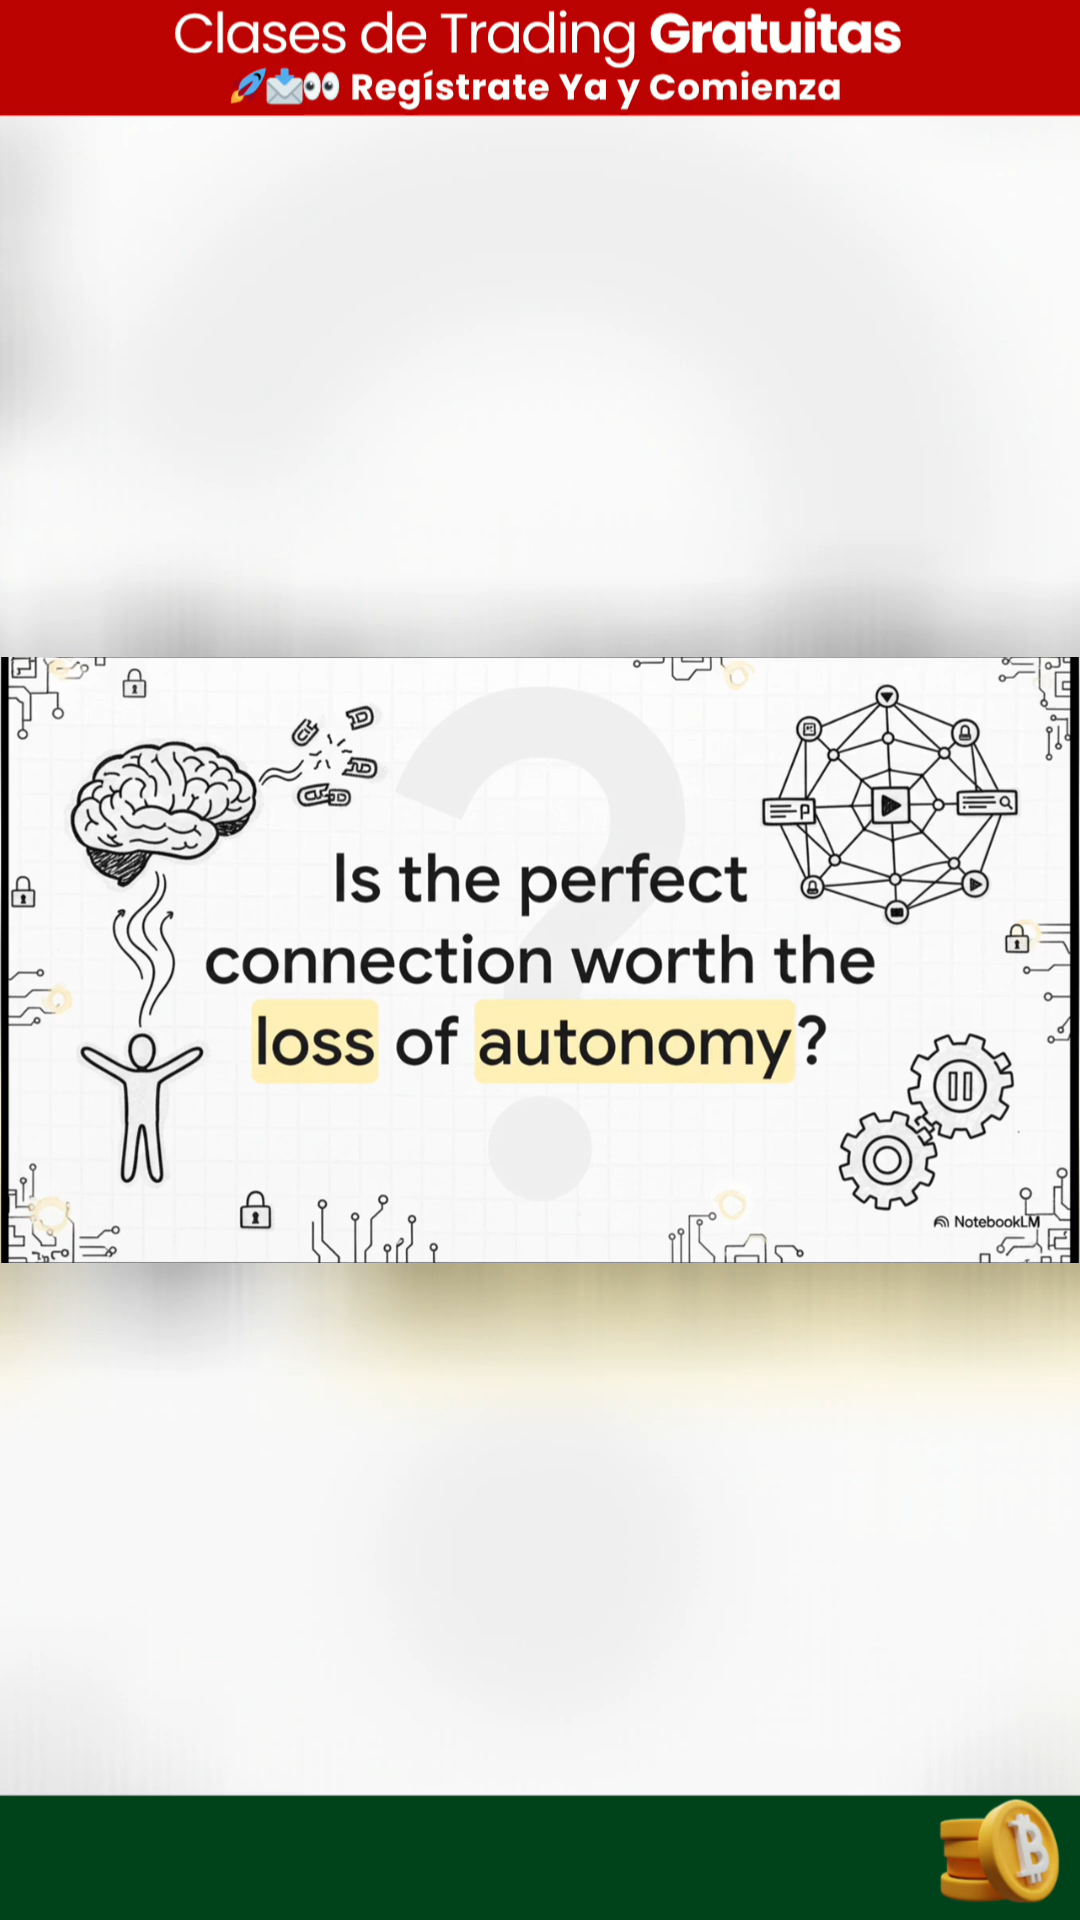 Clases de Trading Gratuitas
🚀📩👀 Regístrate Ya y Comienza
Is the perfect
connection worth the
loss of autonomy?
NotebookLM